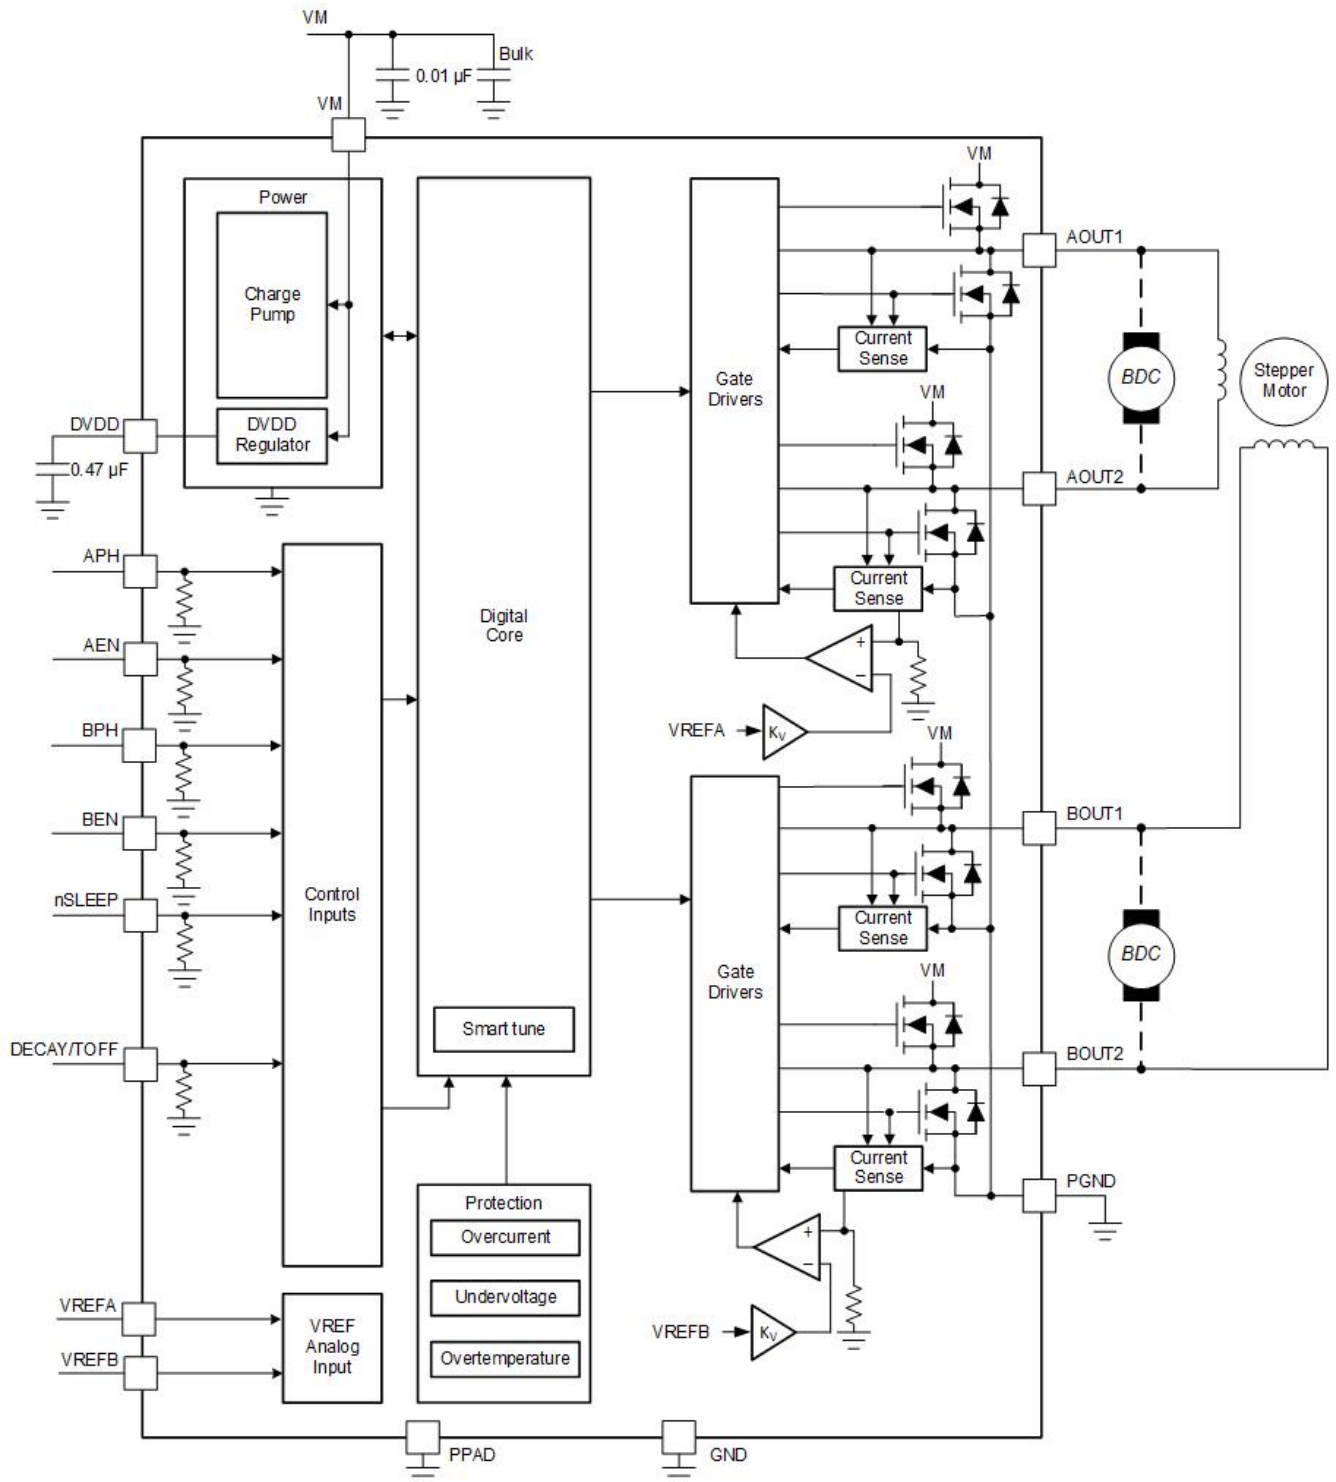 VM
Bulk
0.01 µF
VM
Power
Charge
Pump
DVDD
Regulator
DVDD
0.47 µF
APH
AEN
BPH
BEN
nSLEEP
DECAY/TOFF
Control
Inputs
VREFA
VREFB
VREF
Analog
Input
Digital
Core
Smart tune
Protection
Overcurrent
Undervoltage
Overtemperature
PPAD
GND
Gate
Drivers
VM
AOUT1
Current
Sense
VM
AOUT2
Current
Sense
+
−
VREFA
KV
BDC
Stepper
Motor
Gate
Drivers
VM
BOUT1
Current
Sense
VM
BOUT2
Current
Sense
PGND
+
−
VREFB
KV
BDC